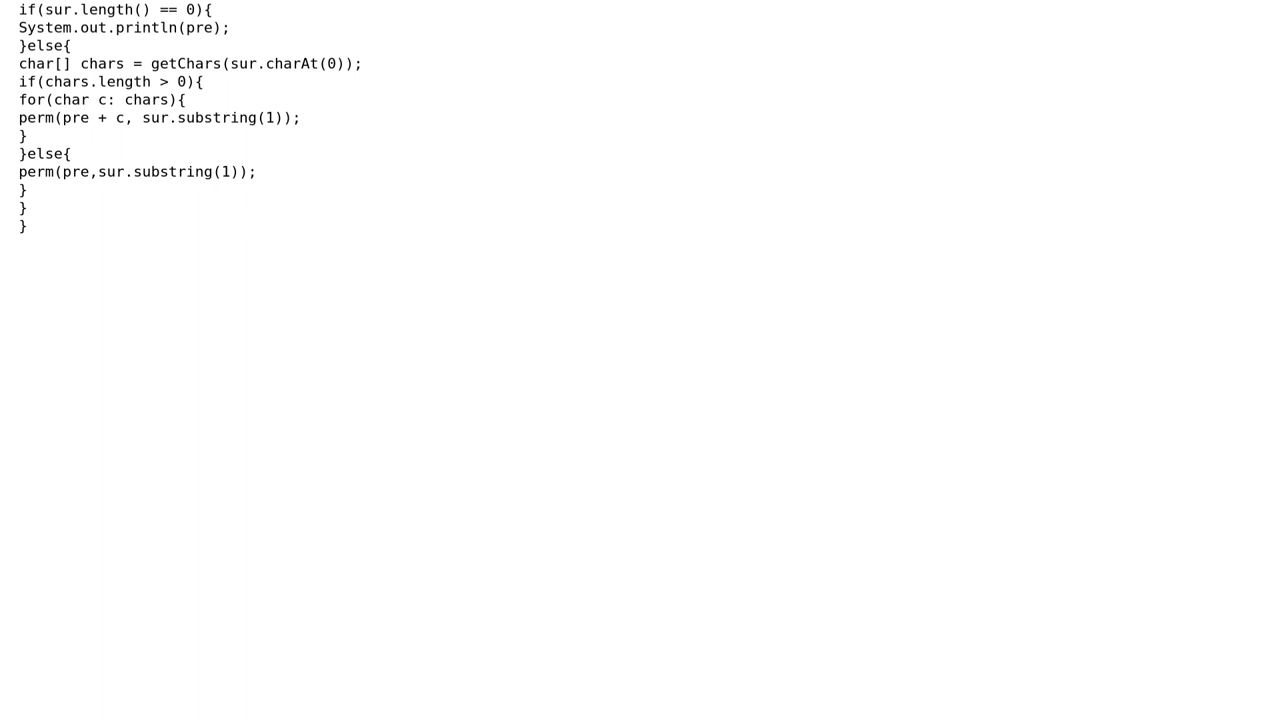 if(sur.length() == 0){
System.out.println(pre);
}else{
char[] chars = getChars(sur.charAt(0));
if(chars.length > 0){
for(char c: chars){
perm(pre + c, sur.substring(1));
}
}else{
perm(pre,sur.substring(1));
}
}
}